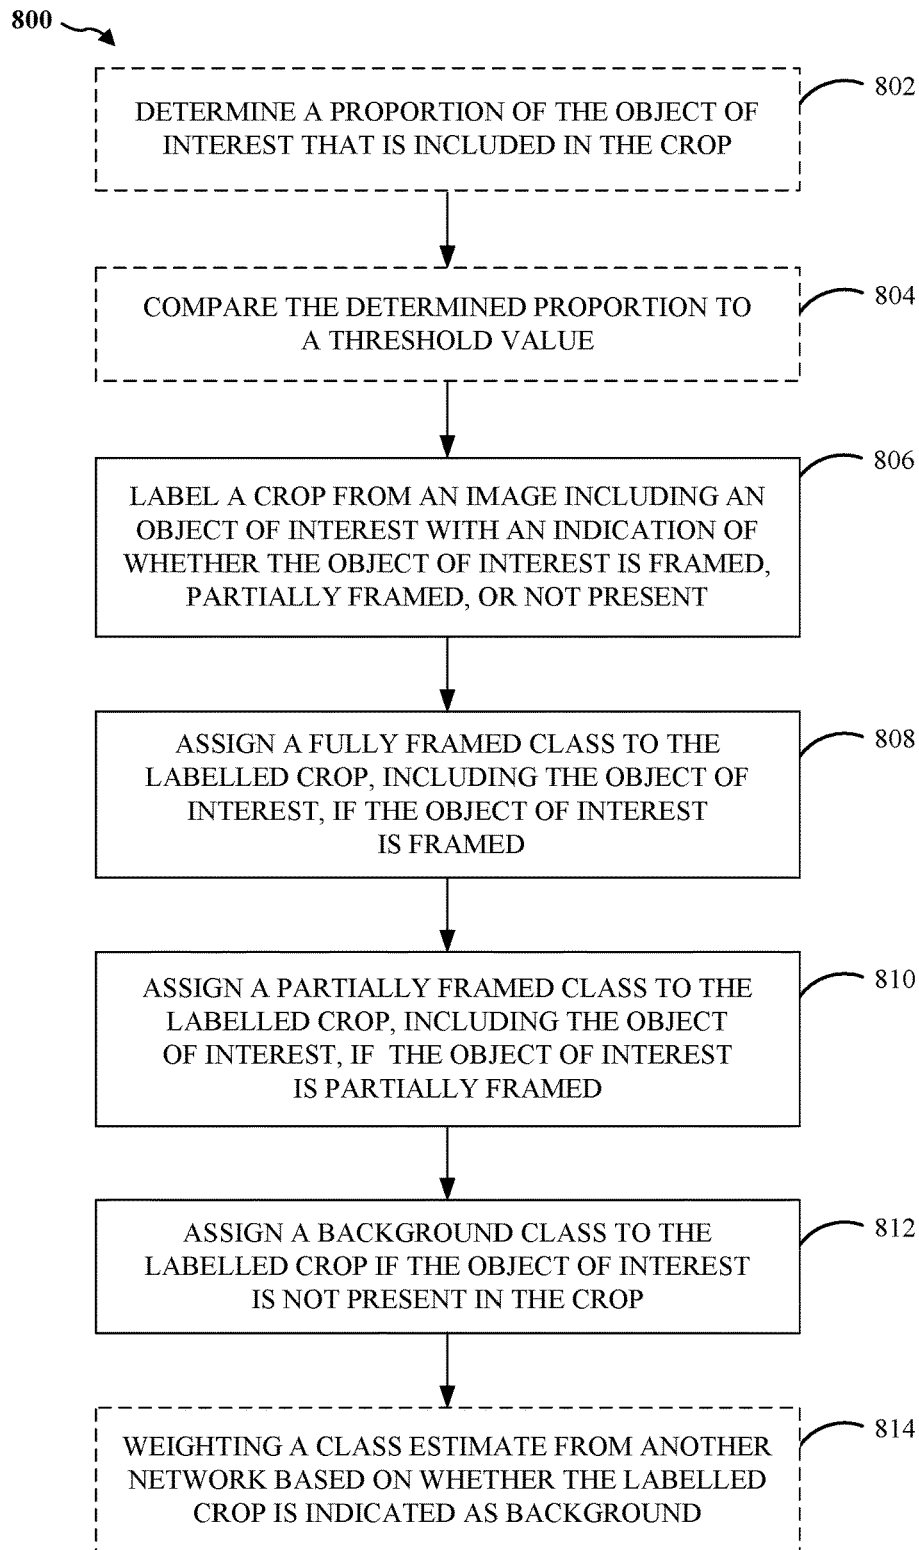 800
802
DETERMINE A PROPORTION OF THE OBJECT OF
INTEREST THAT IS INCLUDED IN THE CROP
804
COMPARE THE DETERMINED PROPORTION TO
A THRESHOLD VALUE
806
LABEL A CROP FROM AN IMAGE INCLUDING AN
OBJECT OF INTEREST WITH AN INDICATION OF
WHETHER THE OBJECT OF INTEREST IS FRAMED,
PARTIALLY FRAMED, OR NOT PRESENT
808
ASSIGN A FULLY FRAMED CLASS TO THE
LABELLED CROP, INCLUDING THE OBJECT OF
INTEREST, IF THE OBJECT OF INTEREST
IS FRAMED
810
ASSIGN A PARTIALLY FRAMED CLASS TO THE
LABELLED CROP, INCLUDING THE OBJECT
OF INTEREST, IF THE OBJECT OF INTEREST
IS PARTIALLY FRAMED
812
ASSIGN A BACKGROUND CLASS TO THE
LABELLED CROP IF THE OBJECT OF INTEREST
IS NOT PRESENT IN THE CROP
814
WEIGHTING A CLASS ESTIMATE FROM ANOTHER
NETWORK BASED ON WHETHER THE LABELLED
CROP IS INDICATED AS BACKGROUND